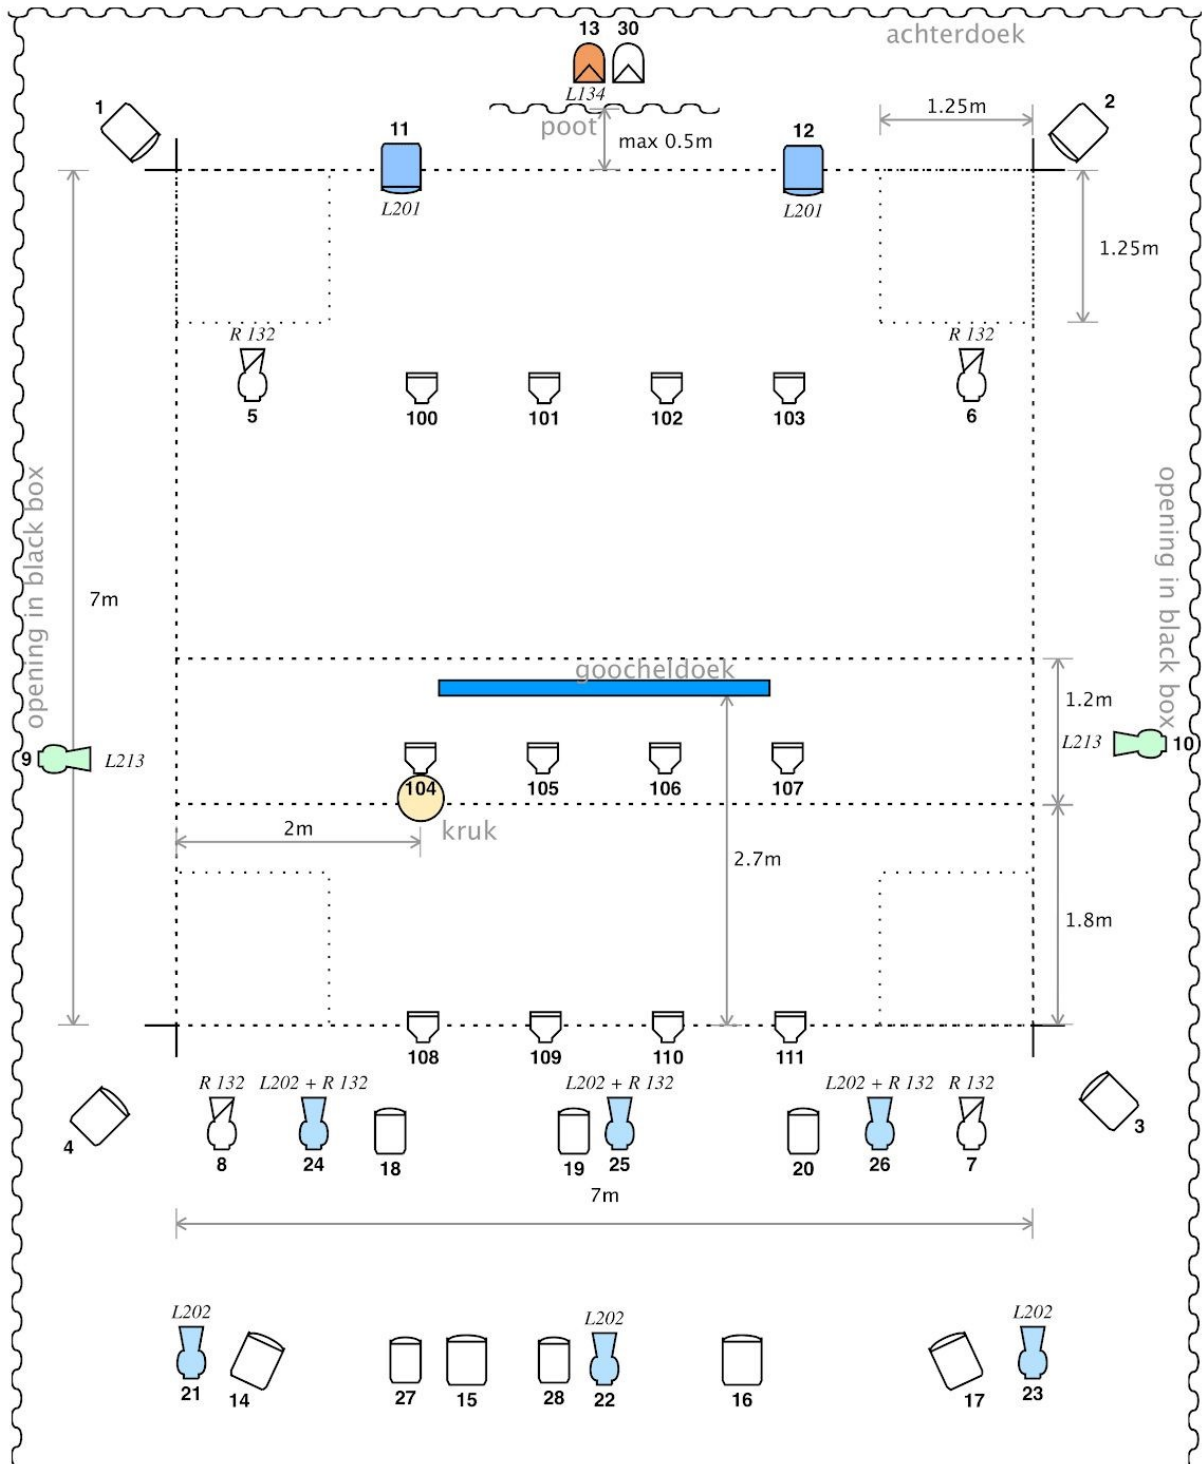 13 30
achterdoek
L134
1
2
1.25m
poot
max 0.5m
11
12
L201
L201
1.25m
R 132
R 132
5
100
101
102
103
6
opening in black box
opening in black box
7m
goocheldoek
1.2m
9
L213
L213
10
104
105
106
107
2m
kruk
2.7m
1.8m
108
109
110
111
R 132
L202 + R 132
L202 + R 132
L202 + R 132
R 132
4
8
24
18
19
25
20
26
7
3
7m
L202
L202
L202
21
14
27
15
28
22
16
17
23